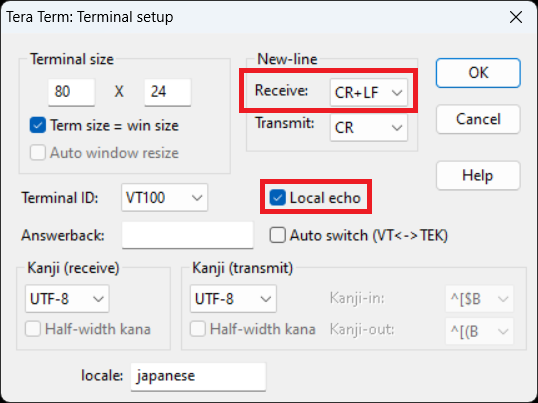 Tera Term: Terminal setup
Terminal size
80 X 24
Term size = win size
Auto window resize
New-line
Receive: CR+LF
Transmit: CR
OK
Cancel
Help
Terminal ID: VT100
Local echo
Answerback:
Auto switch (VT<->TEK)
Kanji (receive)
UTF-8
Half-width kana
Kanji (transmit)
UTF-8
Half-width kana
Kanji-in: ^[$B
Kanji-out: ^[(B
locale: japanese